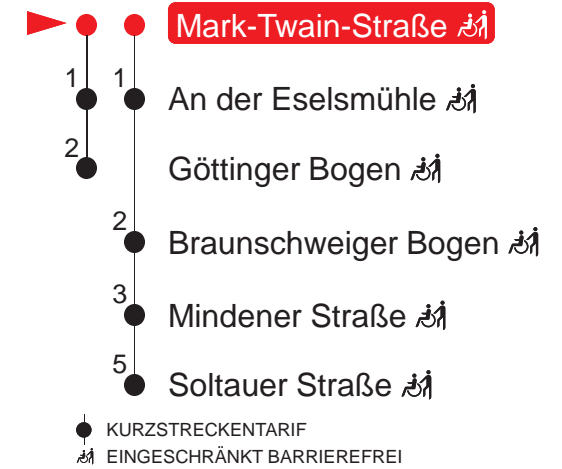 Mark-Twain-Straße
1 1 An der Eselsmühle
2 Göttinger Bogen
2 Braunschweiger Bogen
3 Mindener Straße
5 Soltauer Straße
KURZSTRECKENTARIF
EINGESCHRÄNKT BARRIEREFREI